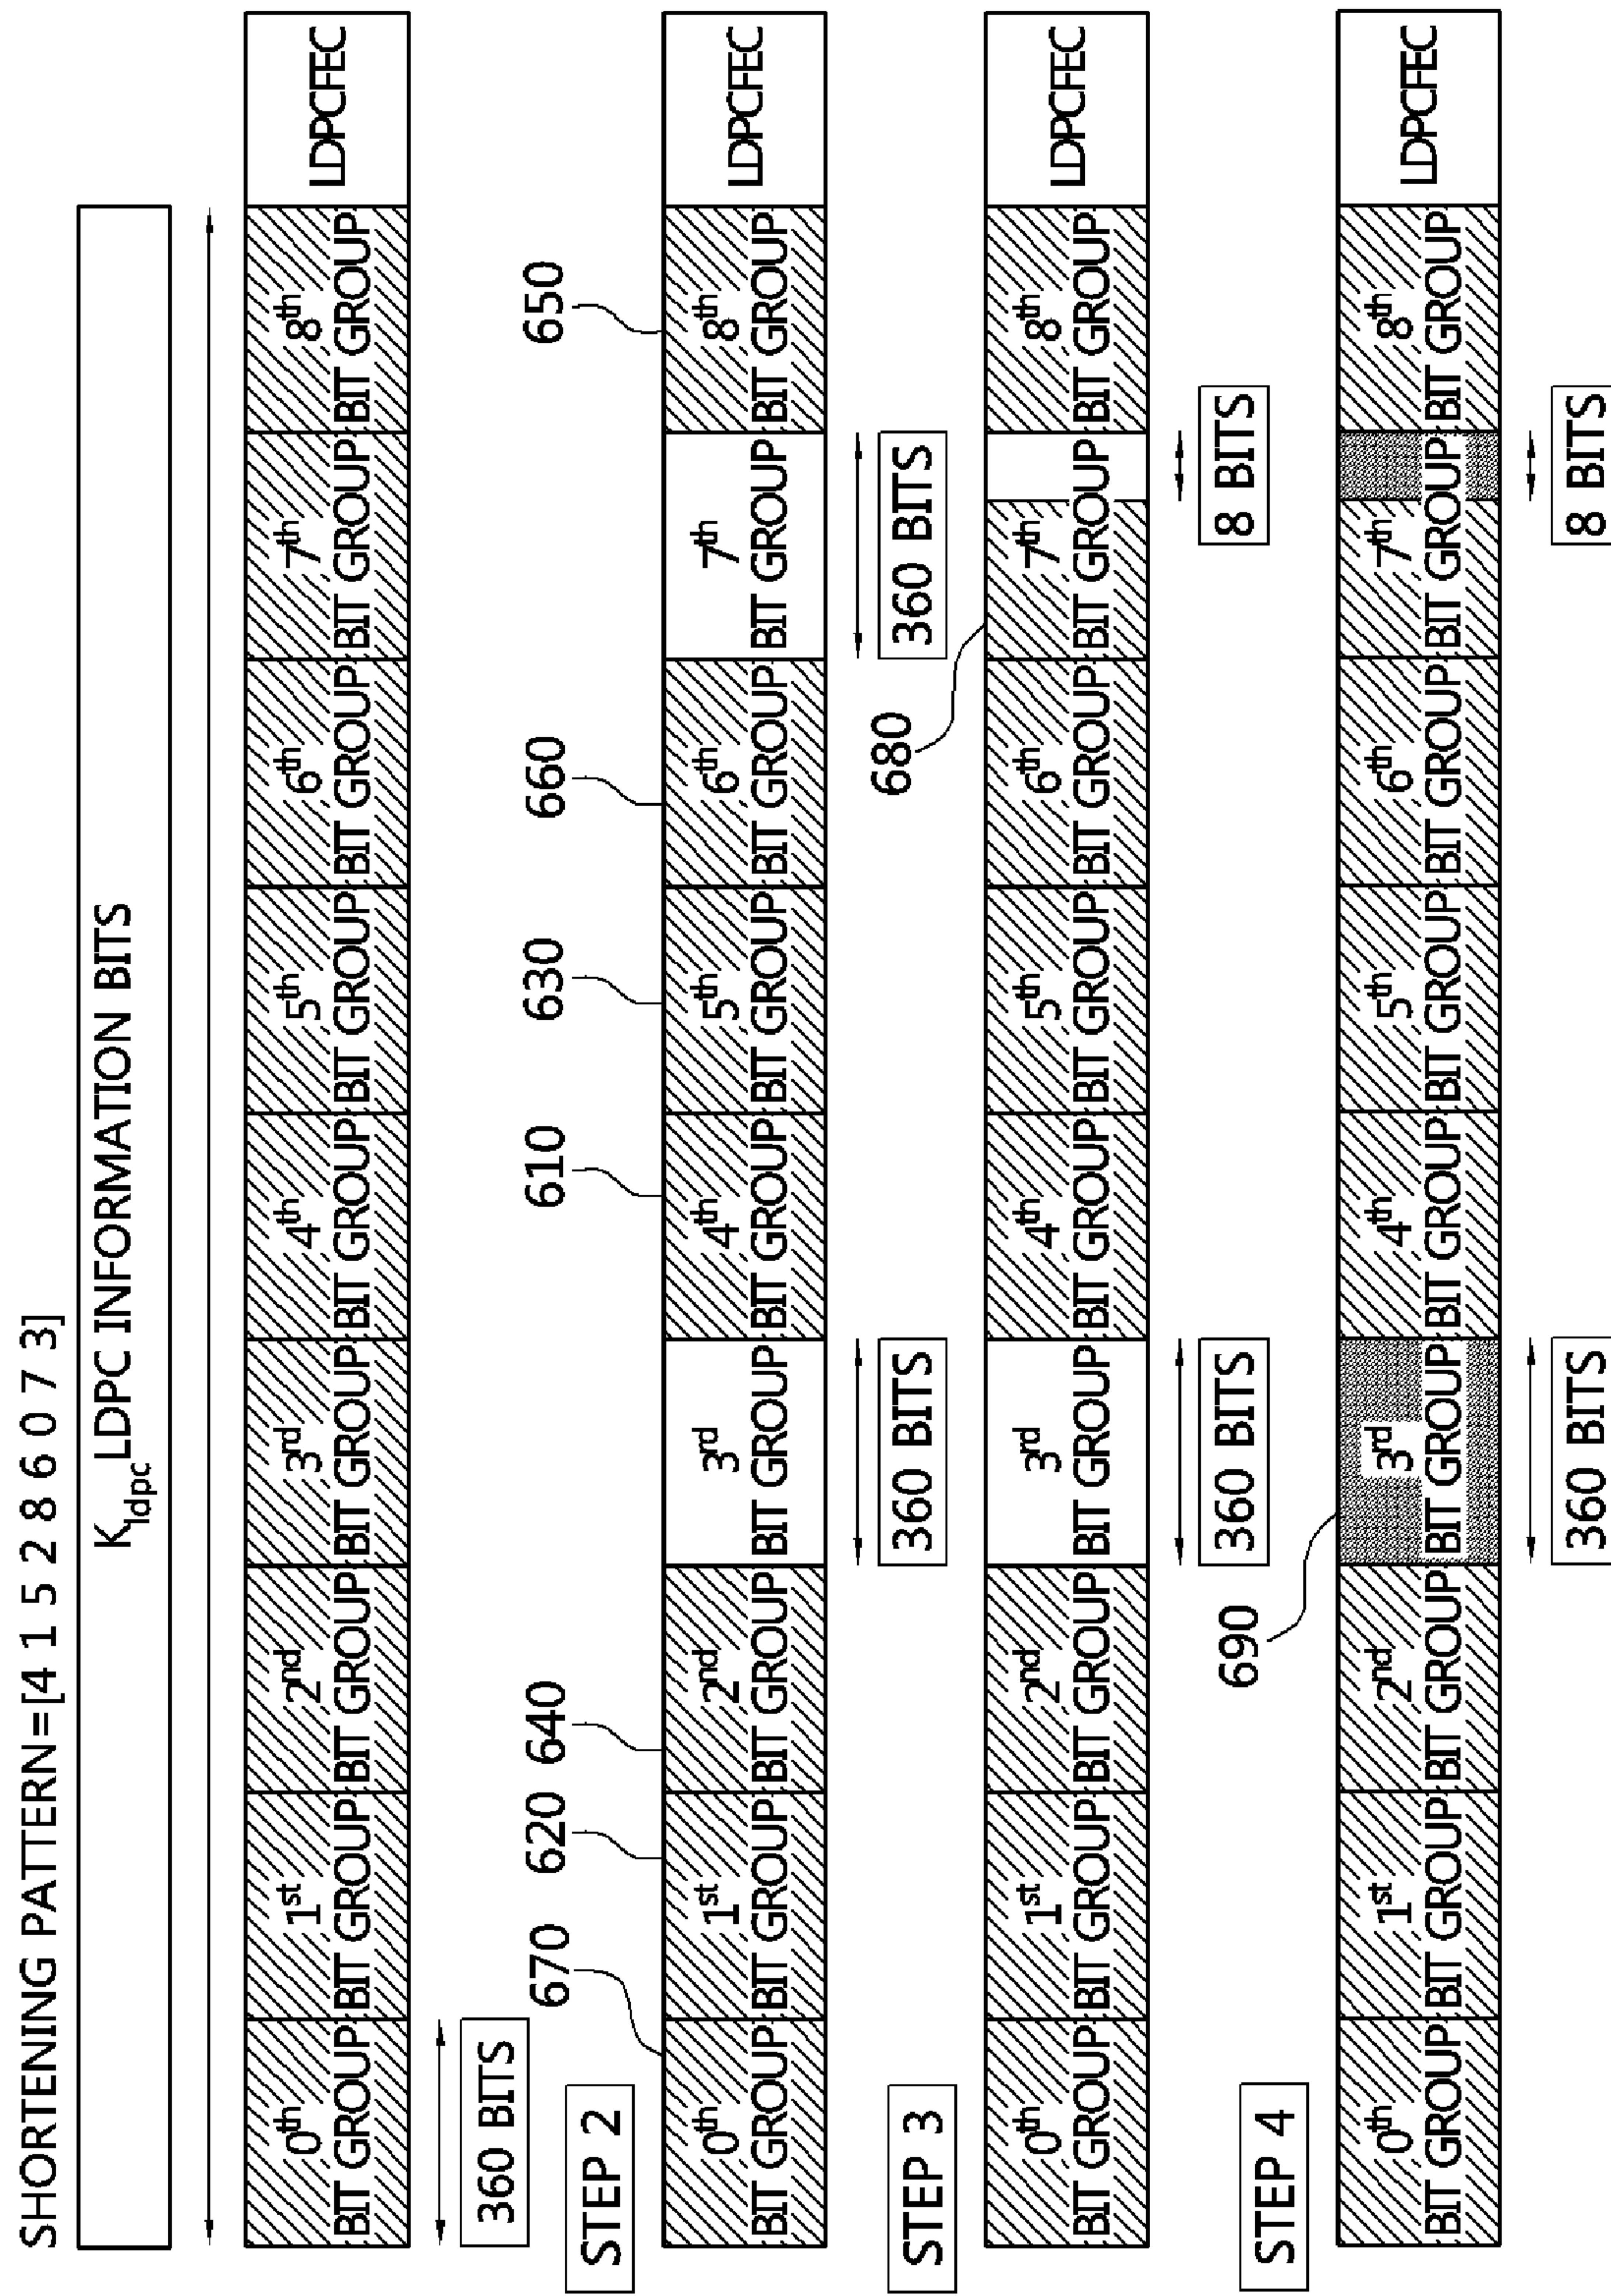 SHORTENING PATTERN=[4 1 5 2 8 6 0 7 3]
Kldpc LDPC INFORMATION BITS
0th BIT GROUP 1st BIT GROUP 2nd BIT GROUP 3rd BIT GROUP 4th BIT GROUP 5th BIT GROUP 6th BIT GROUP 7th BIT GROUP 8th BIT GROUP LDPCFEC
360 BITS
STEP 2
670 620 640 610 630 660 650
0th BIT GROUP 1st BIT GROUP 2nd BIT GROUP 3rd BIT GROUP 4th BIT GROUP 5th BIT GROUP 6th BIT GROUP 7th BIT GROUP 8th BIT GROUP LDPCFEC
360 BITS 360 BITS
STEP 3
680
0th BIT GROUP 1st BIT GROUP 2nd BIT GROUP 3rd BIT GROUP 4th BIT GROUP 5th BIT GROUP 6th BIT GROUP 7th BIT GROUP 8th BIT GROUP LDPCFEC
360 BITS 8 BITS
STEP 4
690
0th BIT GROUP 1st BIT GROUP 2nd BIT GROUP 3rd BIT GROUP 4th BIT GROUP 5th BIT GROUP 6th BIT GROUP 7th BIT GROUP 8th BIT GROUP LDPCFEC
360 BITS 8 BITS